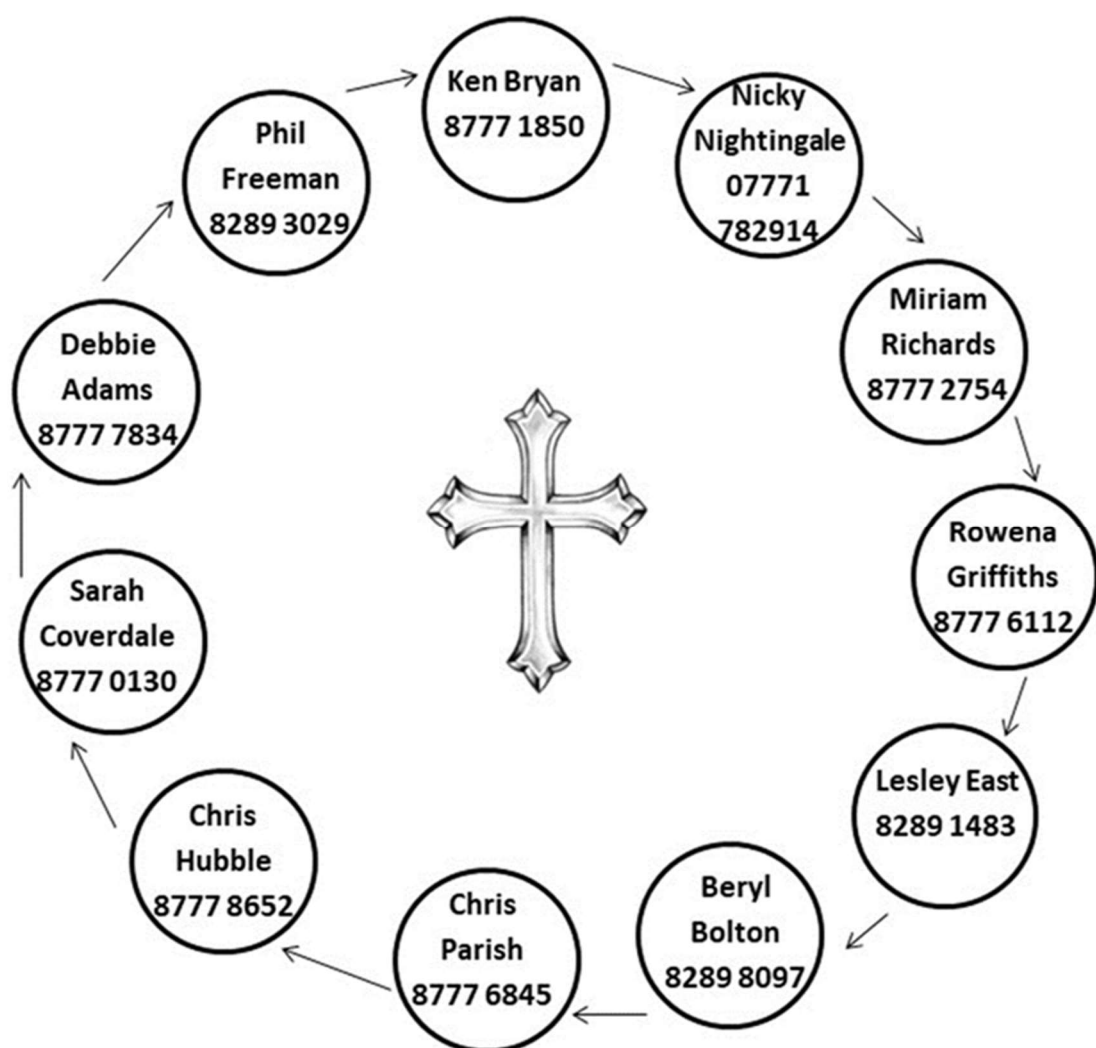 Ken Bryan
8777 1850
Nicky
Nightingale
07771
782914
Miriam
Richards
8777 2754
Rowena
Griffiths
8777 6112
Lesley East
8289 1483
Beryl
Bolton
8289 8097
Chris
Parish
8777 6845
Chris
Hubble
8777 8652
Sarah
Coverdale
8777 0130
Debbie
Adams
8777 7834
Phil
Freeman
8289 3029